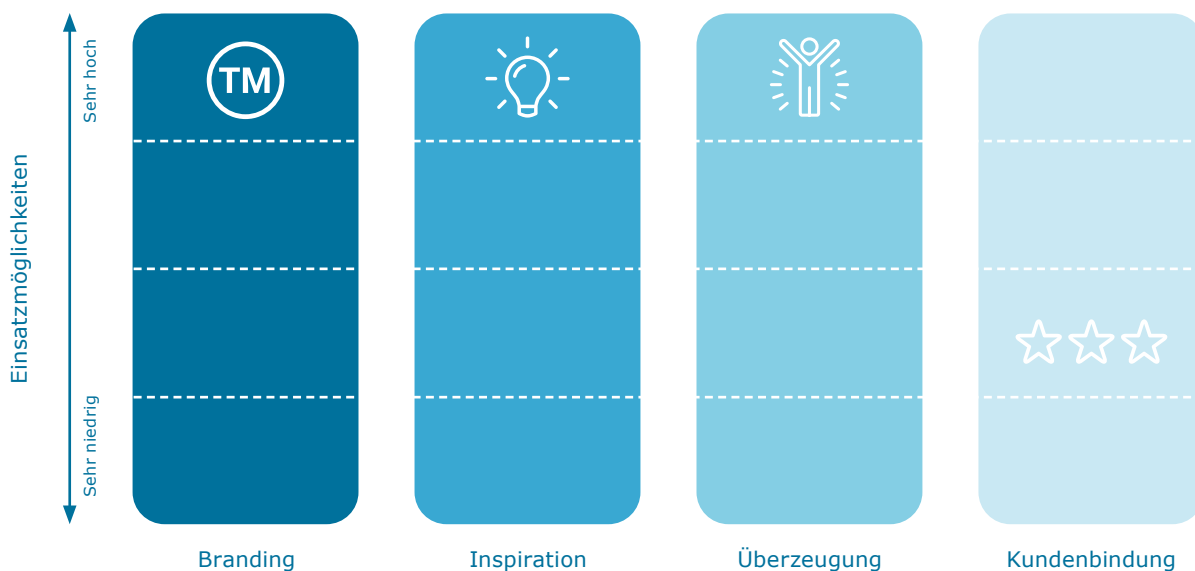 Einsatzmöglichkeiten
Sehr hoch
Sehr niedrig
TM
Branding
Inspiration
Überzeugung
Kundenbindung